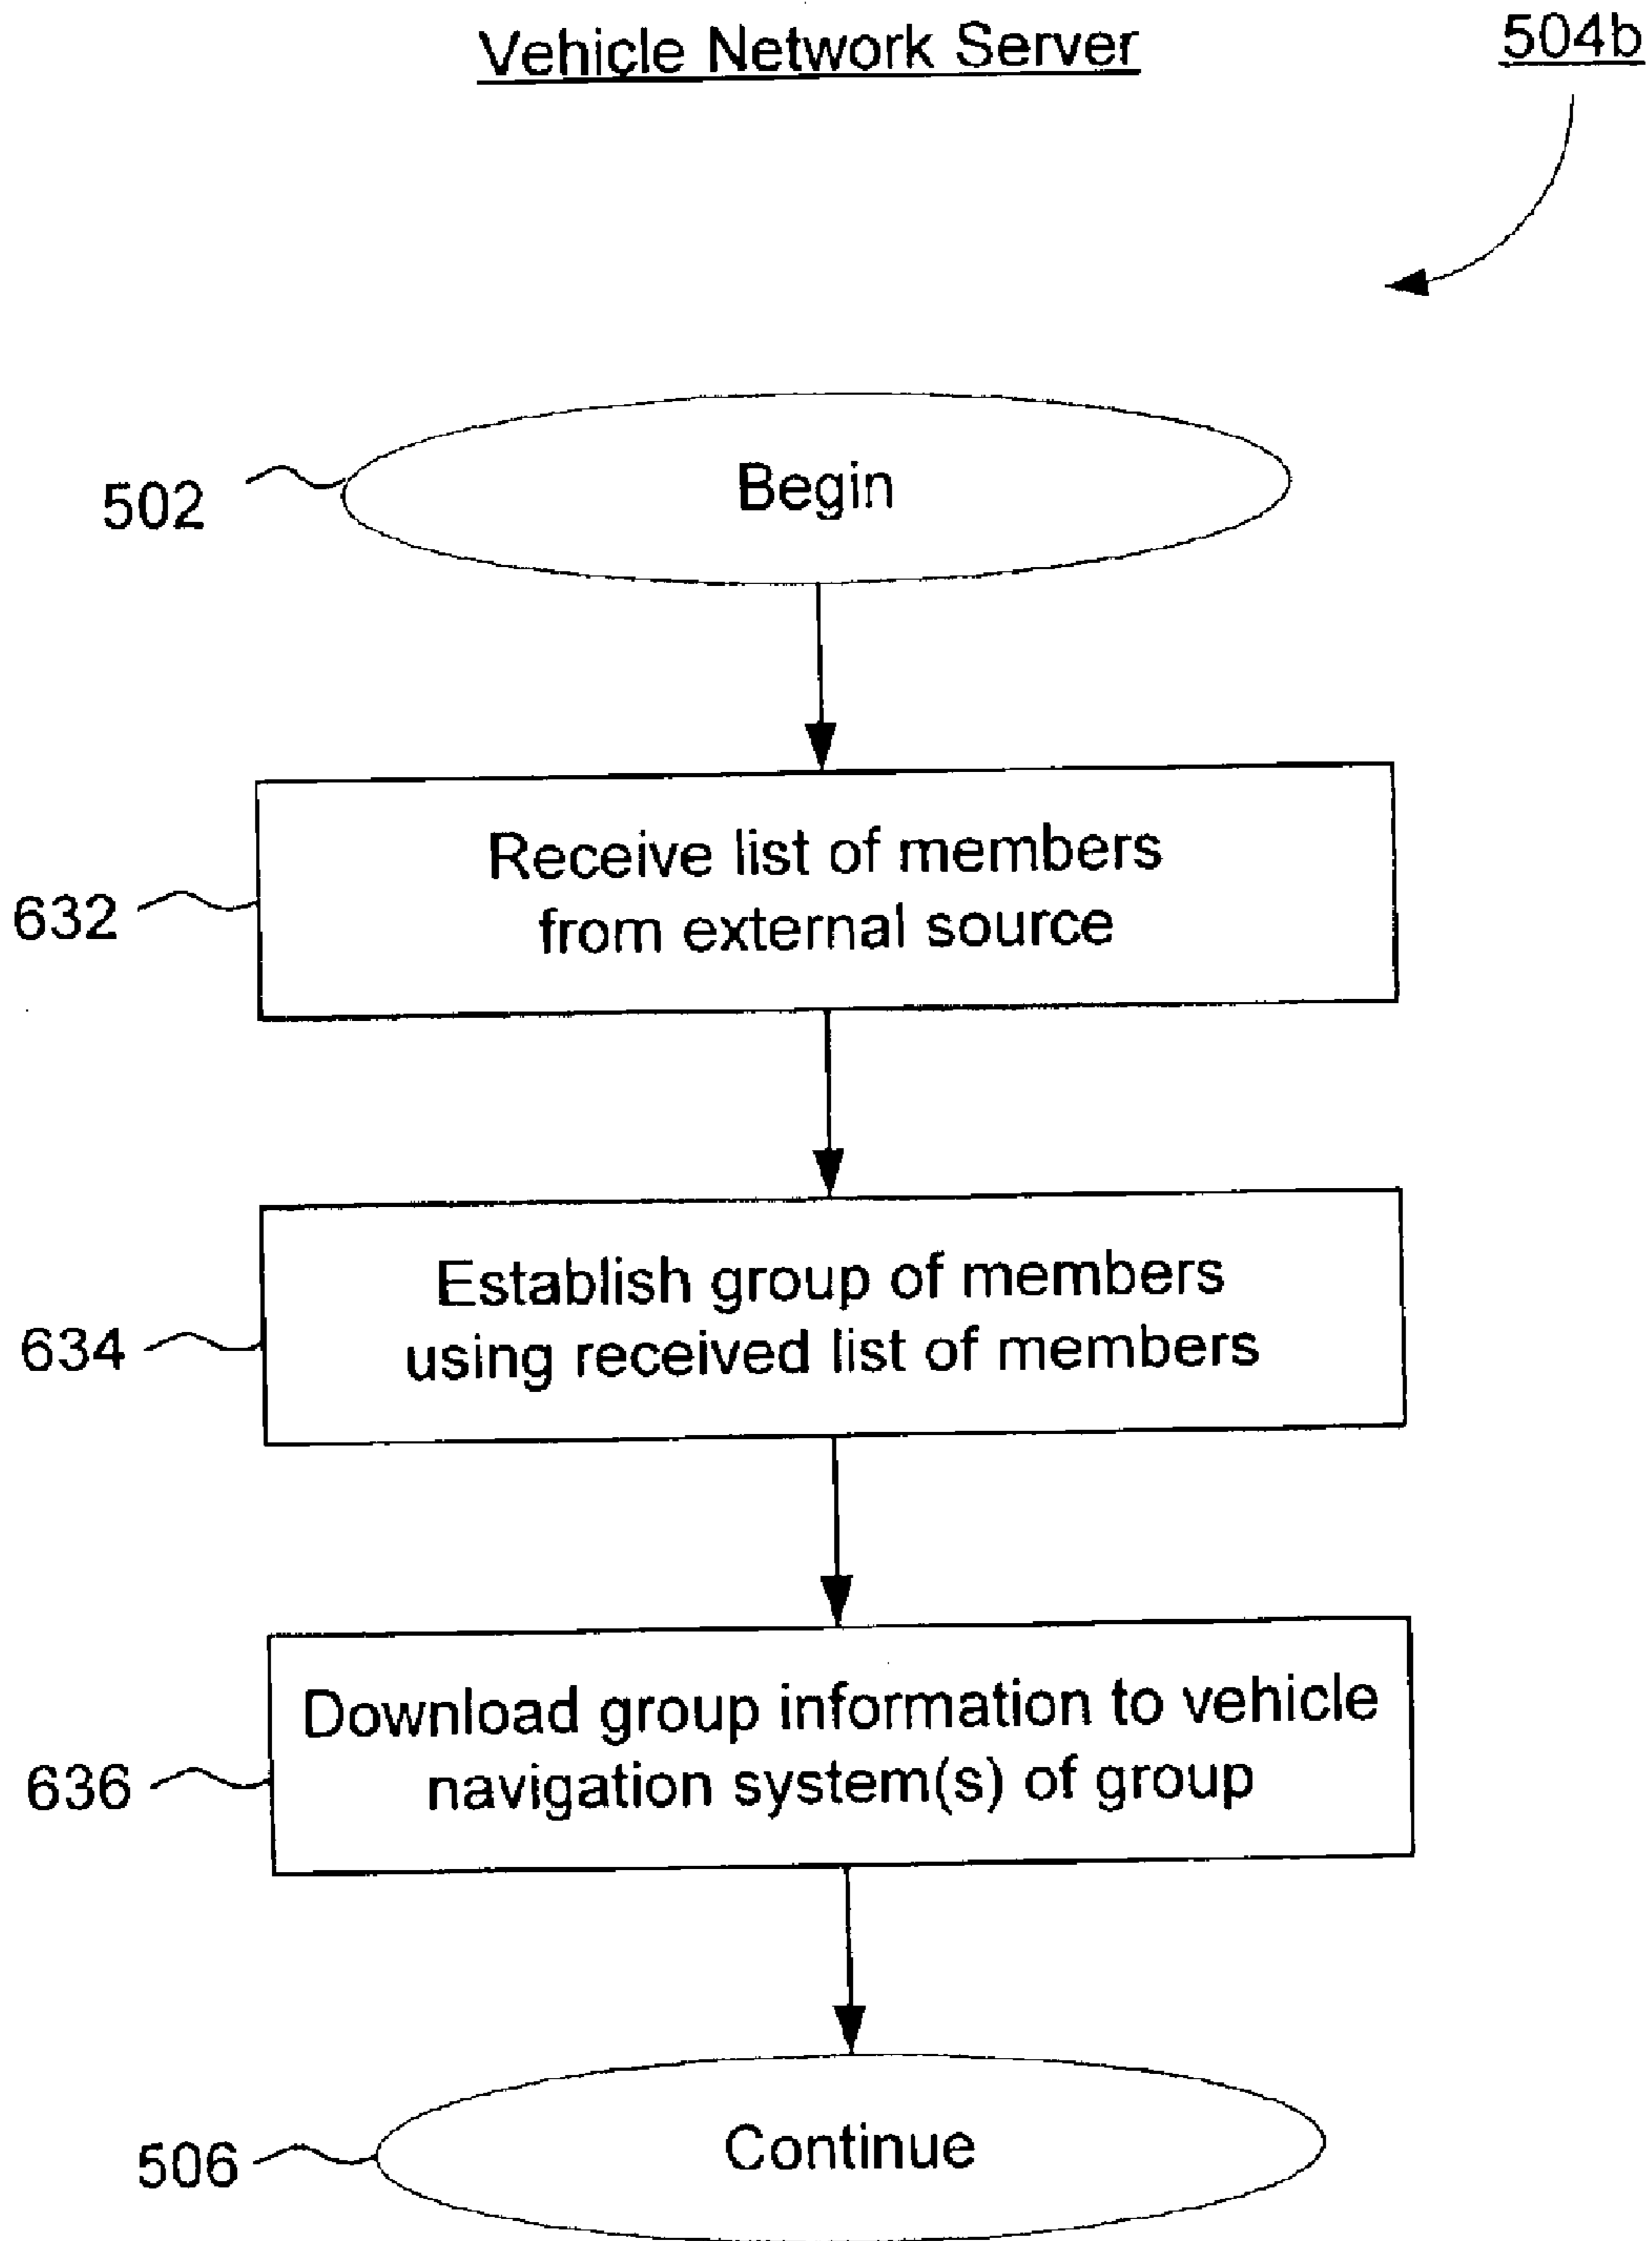 Vehicle Network Server
504b
502
Begin
632
Receive list of members
from external source
634
Establish group of members
using received list of members
636
Download group information to vehicle
navigation system(s) of group
506
Continue